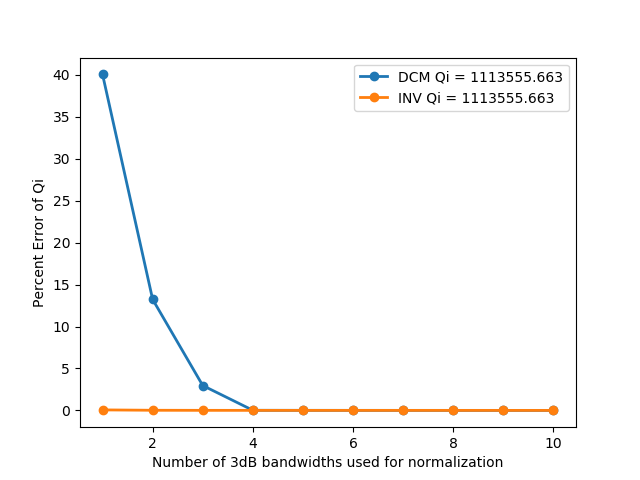 DCM Qi = 1113555.663
INV Qi = 1113555.663
Percent Error of Qi
40
35
30
25
20
15
10
5
0
2 4 6 8 10
Number of 3dB bandwidths used for normalization